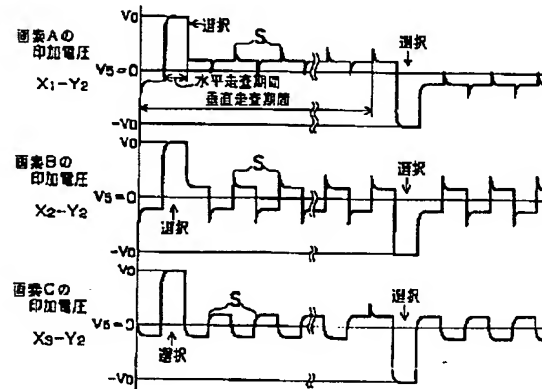 画素Aの
印加電圧
X₁-Y₂
V₀
V₅=0
-V₀
選択
S
選択
水平走査期間
垂直走査期間
画素Bの
印加電圧
X₂-Y₂
V₀
V₅=0
-V₀
選択
S
選択
画素Cの
印加電圧
X₃-Y₂
V₀
V₅=0
-V₀
選択
S
選択